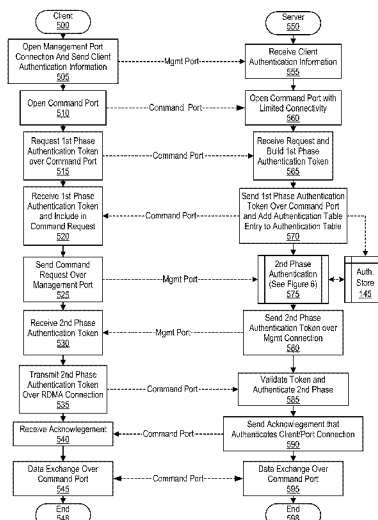 Client
500
Server
550
Open Management Port
Connection And Send Client
Authentication Information
505
Mgmt Port
Receive Client
Authentication Information
555
Open Command Port
510
Command Port
Open Command Port with
Limited Connectivity
560
Request 1st Phase
Authentication Token
over Command Port
515
Command Port
Receive Request and
Build 1st Phase
Authentication Token
565
Receive 1st Phase
Authentication Token
and Include in
Command Request
520
Command Port
Send 1st Phase Authentication
Token Over Command Port
and Add Authentication Table
Entry to Authentication Table
570
Send Command
Request Over
Management Port
525
Mgmt Port
2nd Phase
Authentication
(See Figure 6)
575
Auth.
Store
145
Receive 2nd Phase
Authentication Token
530
Mgmt Port
Send 2nd Phase
Authentication Token over
Mgmt Connection
580
Transmit 2nd Phase
Authentication Token
Over RDMA Connection
535
Command Port
Validate Token and
Authenticate 2nd Phase
585
Receive Acknowlegement
540
Command Port
Send Acknowlegement that
Authenticates Client/Port Connection
590
Data Exchange Over
Command Port
545
Command Port
Data Exchange Over
Command Port
595
End
548
End
598